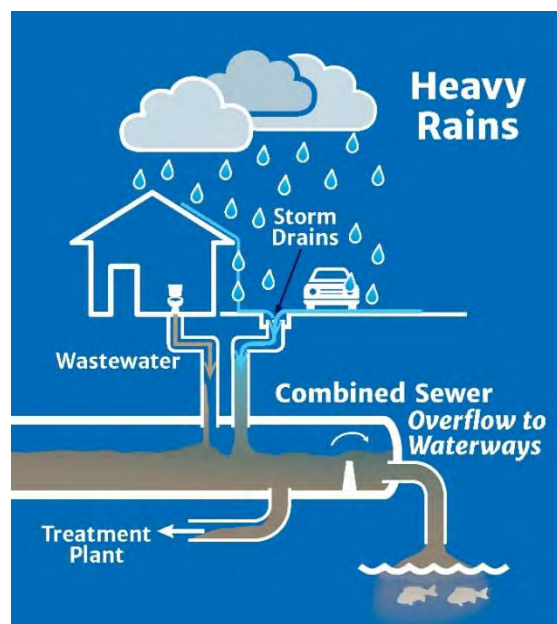 Heavy
Rains
Storm
Drains
Wastewater
Combined Sewer
Overflow to
Waterways
Treatment
Plant